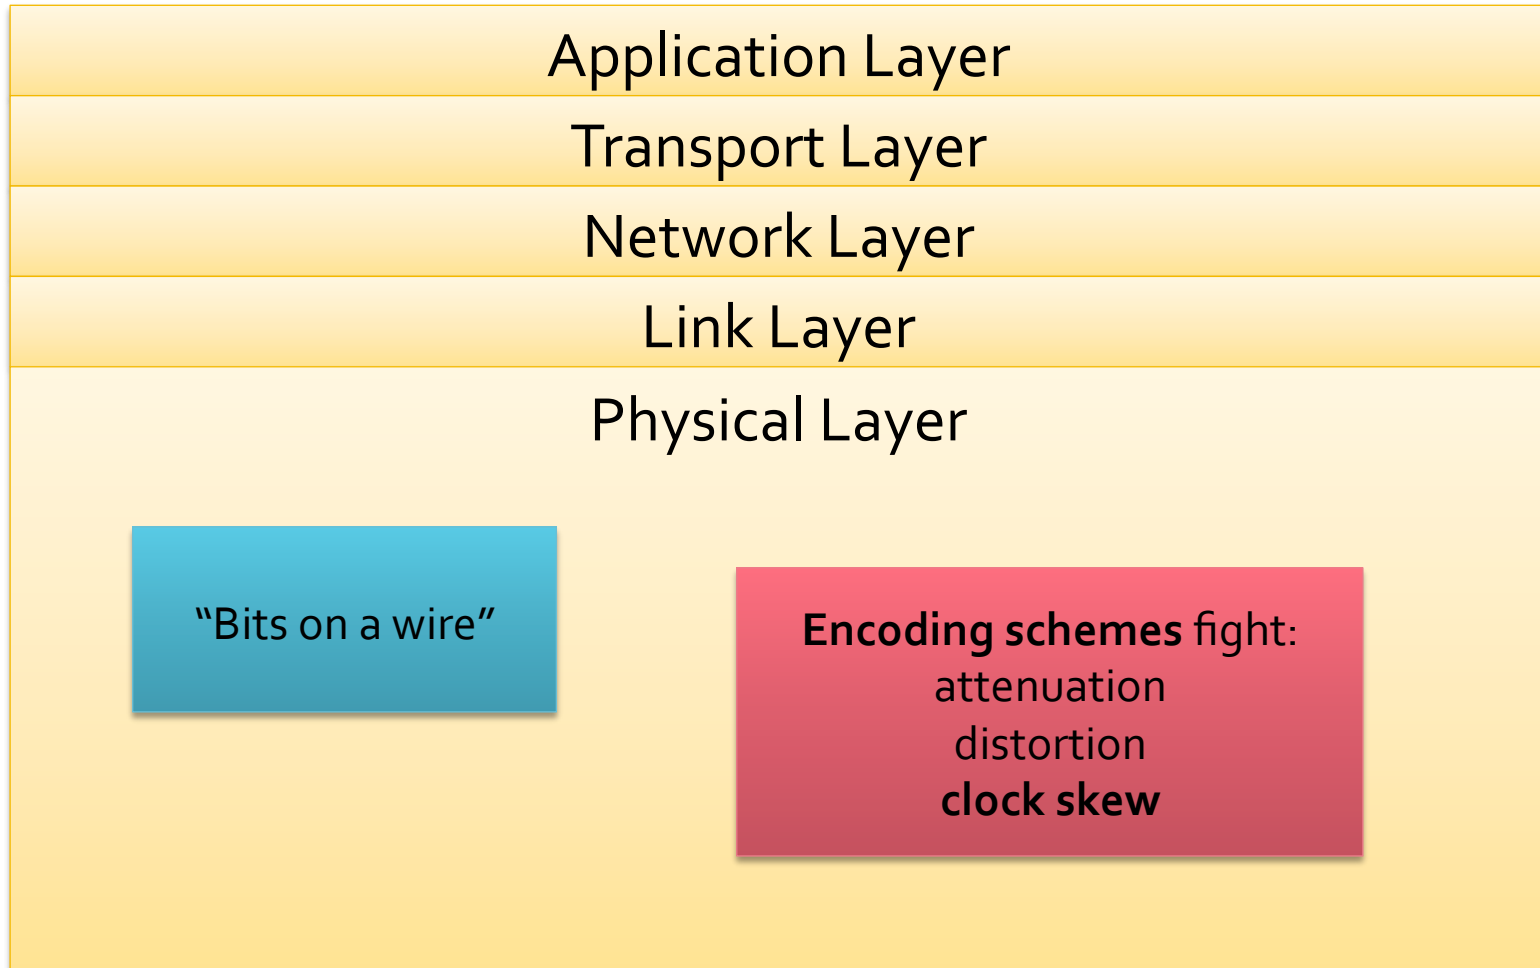 Application Layer
Transport Layer
Network Layer
Link Layer
Physical Layer
“Bits on a wire”
Encoding schemes fight:
attenuation
distortion
clock skew